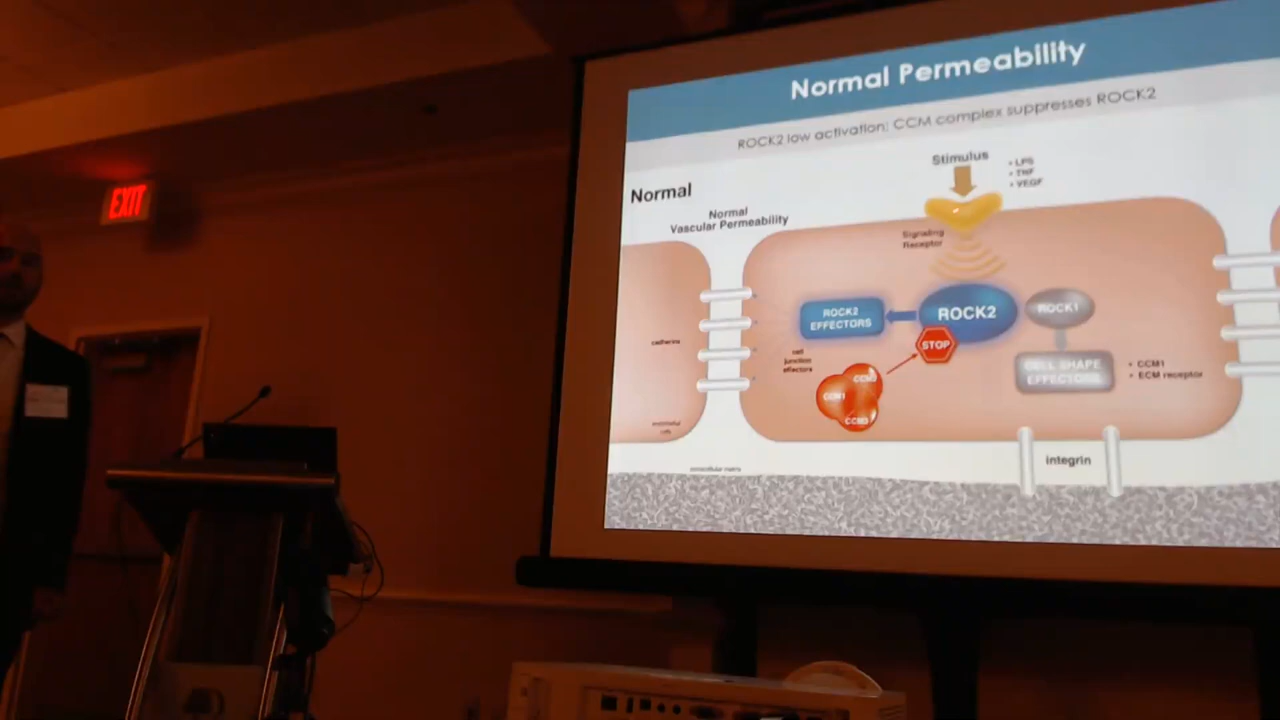 EXIT
Normal Permeability
ROCK2 low activation; CCM complex suppresses ROCK2
Normal
Normal
Vascular Permeability
Stimulus
• LPS
• TNF
• VEGF
Signaling
Receptor
ROCK2
EFFECTORS
ROCK2
ROCK1
STOP
cadherins
cell
junction
effectors
CELL SHAPE
EFFECTORS
• CCM1
• ECM receptor
CCM2
CCM1
CCM3
endothelial
cells
extracellular matrix
integrin